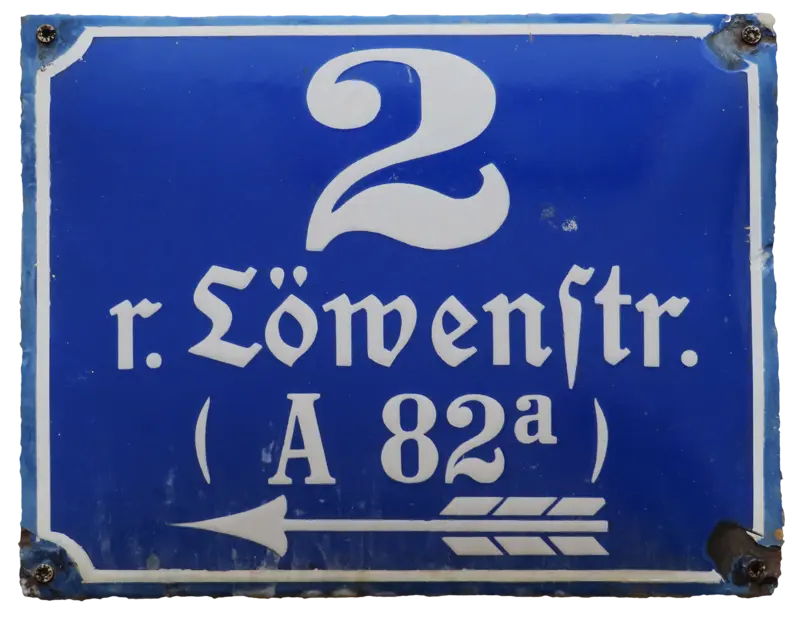 2
r. Löwenſtr.
( A 82a )